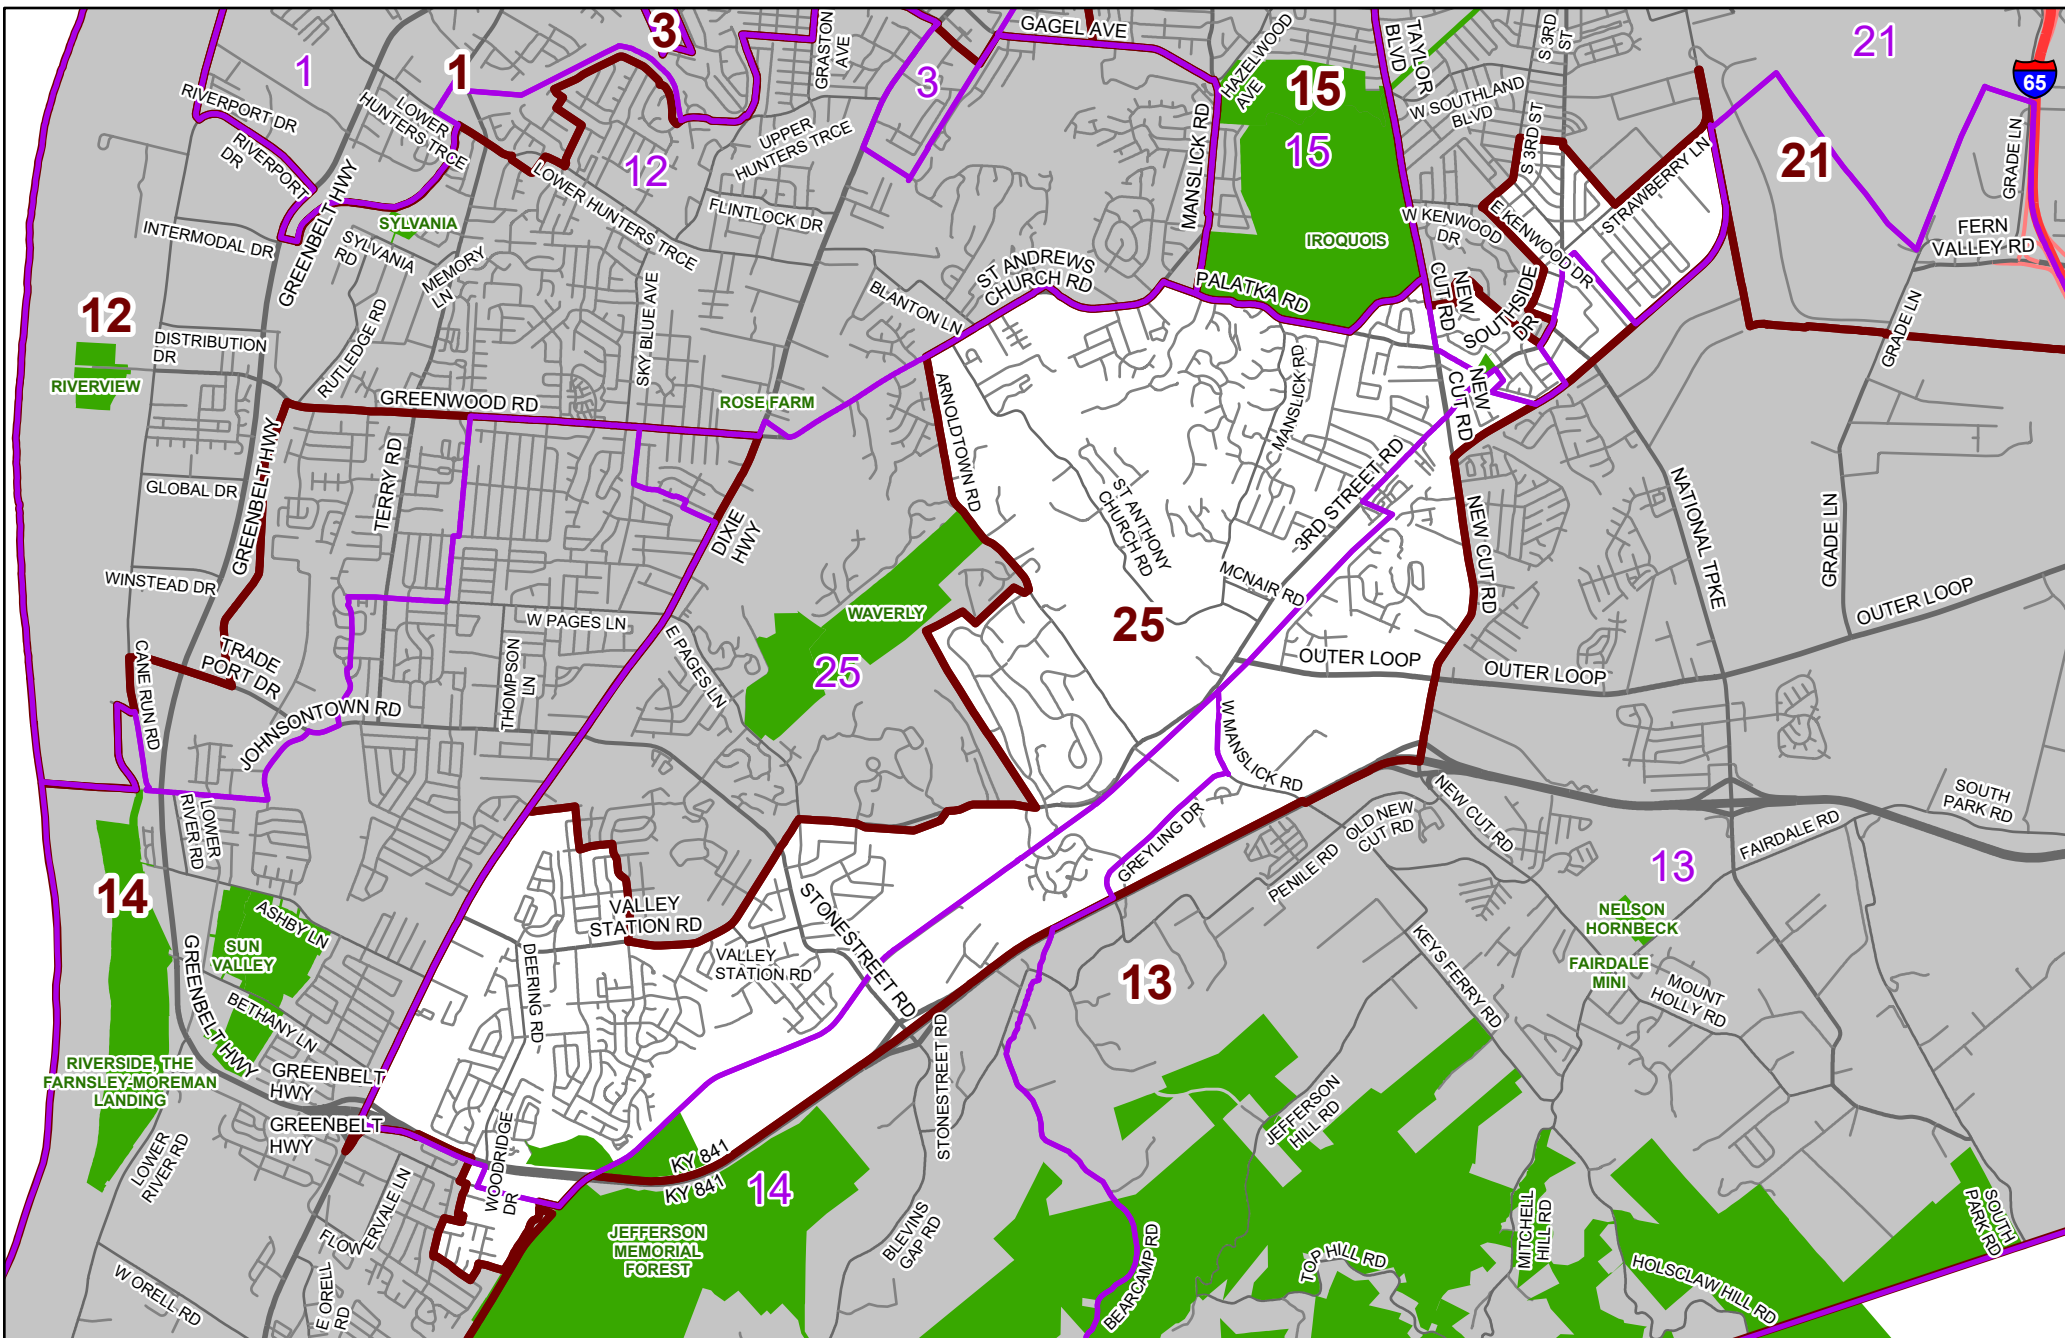 GAGEL AVE
GRASTON
AVE
3
1
1
3
HAZELWOOD
AVE
TAYLOR
BLVD
S 3RD
ST
21
65
15
15
W SOUTHLAND
BLVD
S 3RD ST
RIVERPORT DR
LOWER
HUNTERS TRCE
RIVERPORT
DR
UPPER
HUNTERS TRCE
12
LOWER HUNTERS TRCE
FLINTLOCK DR
MANSLICK RD
STRAWBERRY LN
21
GRADE LN
FERN
VALLEY RD
INTERMODAL DR
GREENBELT HWY
SYLVANIA
SYLVANIA
RD
MEMORY
LN
SKY BLUE AVE
ST ANDREWS
CHURCH RD
BLANTON LN
IROQUOIS
PALATKA RD
W KENWOOD
DR
E KENWOOD DR
NEW
CUT RD
SOUTHSIDE
DR
GRADE LN
12
RIVERVIEW
DISTRIBUTION
DR
RUTLEDGE RD
GREENWOOD RD
ROSE FARM
ARNOLDTOWN RD
MANSLICK RD
NEW
CUT RD
GREENBELT HWY
TERRY RD
GLOBAL DR
DIXIE
HWY
ST ANTHONY
CHURCH RD
3RD STREET RD
NEW CUT RD
NATIONAL TPKE
GRADE LN
OUTER LOOP
WINSTEAD DR
W PAGES LN
WAVERLY
MCNAIR RD
25
25
E PAGES LN
OUTER LOOP
OUTER LOOP
CANE RUN RD
TRADE
PORT DR
THOMPSON
LN
JOHNSONTOWN RD
W MANSLICK RD
LOWER
RIVER RD
GREYLING DR
OLD NEW
CUT RD
PENILE RD
NEW CUT RD
FAIRDALE RD
SOUTH
PARK RD
14
ASHBY LN
SUN
VALLEY
VALLEY
STATION RD
DEERING RD
VALLEY
STATION RD
STONESTREET RD
13
13
NELSON
HORNBECK
FAIRDALE
MINI
KEYS FERRY RD
MOUNT
HOLLY RD
GREENBELT HWY
BETHANY LN
RIVERSIDE, THE
FARNSLEY-MOREMAN
LANDING
GREENBELT
HWY
GREENBELT
HWY
LOWER
RIVER RD
WOODRIDGE
DR
STONESTREET RD
KY 841
KY 841
14
JEFFERSON
HILL RD
FLOWERVALE LN
JEFFERSON
MEMORIAL
FOREST
BLEVINS
GAP RD
BEARCAMP RD
TOP HILL RD
MITCHELL
HILL RD
HOLSCLAW HILL RD
SOUTH
PARK RD
W ORELL RD
E ORELL
RD